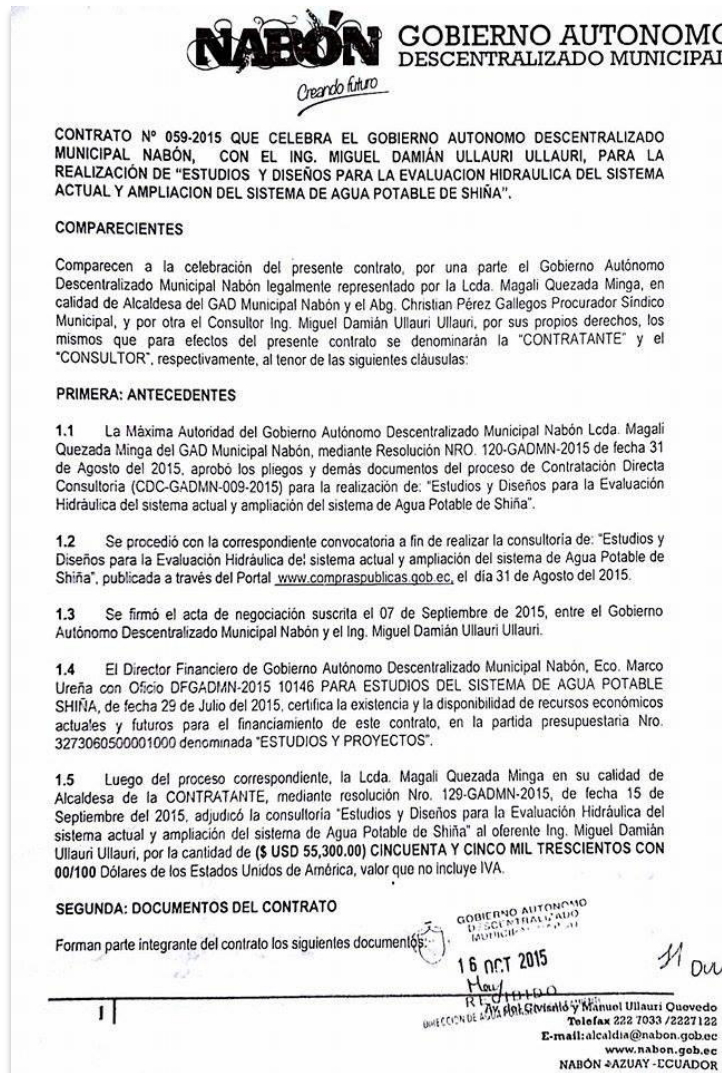 NABÓN
Creando futuro
GOBIERNO AUTONOMO
DESCENTRALIZADO MUNICIPAL
CONTRATO Nº 059-2015 QUE CELEBRA EL GOBIERNO AUTONOMO DESCENTRALIZADO
MUNICIPAL NABÓN, CON EL ING. MIGUEL DAMIÁN ULLAURI ULLAURI, PARA LA
REALIZACIÓN DE "ESTUDIOS Y DISEÑOS PARA LA EVALUACION HIDRAULICA DEL SISTEMA
ACTUAL Y AMPLIACION DEL SISTEMA DE AGUA POTABLE DE SHIÑA".
COMPARECIENTES
Comparecen a la celebración del presente contrato, por una parte el Gobierno Autónomo
Descentralizado Municipal Nabón legalmente representado por la Lcda. Magali Quezada Minga, en
calidad de Alcaldesa del GAD Municipal Nabón y el Abg. Christian Pérez Gallegos Procurador Síndico
Municipal, y por otra el Consultor Ing. Miguel Damián Ullauri Ullauri, por sus propios derechos, los
mismos que para efectos del presente contrato se denominarán la "CONTRATANTE" y el
"CONSULTOR", respectivamente, al tenor de las siguientes cláusulas:
PRIMERA: ANTECEDENTES
1.1 La Máxima Autoridad del Gobierno Autónomo Descentralizado Municipal Nabón Lcda. Magali
Quezada Minga del GAD Municipal Nabón, mediante Resolución NRO. 120-GADMN-2015 de fecha 31
de Agosto del 2015, aprobó los pliegos y demás documentos del proceso de Contratación Directa
Consultoría (CDC-GADMN-009-2015) para la realización de: "Estudios y Diseños para la Evaluación
Hidráulica del sistema actual y ampliación del sistema de Agua Potable de Shiña".
1.2 Se procedió con la correspondiente convocatoria a fin de realizar la consultoría de: "Estudios y
Diseños para la Evaluación Hidráulica del sistema actual y ampliación del sistema de Agua Potable de
Shiña", publicada a través del Portal www.compraspublicas.gob.ec, el día 31 de Agosto del 2015.
1.3 Se firmó el acta de negociación suscrita el 07 de Septiembre de 2015, entre el Gobierno
Autónomo Descentralizado Municipal Nabón y el Ing. Miguel Damián Ullauri Ullauri.
1.4 El Director Financiero de Gobierno Autónomo Descentralizado Municipal Nabón, Eco. Marco
Ureña con Oficio DFGADMN-2015 10146 PARA ESTUDIOS DEL SISTEMA DE AGUA POTABLE
SHIÑA, de fecha 29 de Julio del 2015, certifica la existencia y la disponibilidad de recursos económicos
actuales y futuros para el financiamiento de este contrato, en la partida presupuestaria Nro.
3273060500001000 denominada "ESTUDIOS Y PROYECTOS".
1.5 Luego del proceso correspondiente, la Lcda. Magali Quezada Minga en su calidad de
Alcaldesa de la CONTRATANTE, mediante resolución Nro. 129-GADMN-2015, de fecha 15 de
Septiembre del 2015, adjudicó la consultoría "Estudios y Diseños para la Evaluación Hidráulica del
sistema actual y ampliación del sistema de Agua Potable de Shiña" al oferente Ing. Miguel Damián
Ullauri Ullauri, por la cantidad de ($ USD 55,300.00) CINCUENTA Y CINCO MIL TRESCIENTOS CON
00/100 Dólares de los Estados Unidos de América, valor que no incluye IVA.
SEGUNDA: DOCUMENTOS DEL CONTRATO
GOBIERNO AUTONOMO
DESCENTRALIZADO
Forman parte integrante del contrato los siguientes documentos:
16 OCT 2015
RECIBIDO
DIRECCION DE
1
y Manuel Ullauri Quevedo
Telefax 222 7033 /2227122
E-mail:alcaldia@nabon.gob.ec
www.nabon.gob.ec
NABÓN -AZUAY -ECUADOR